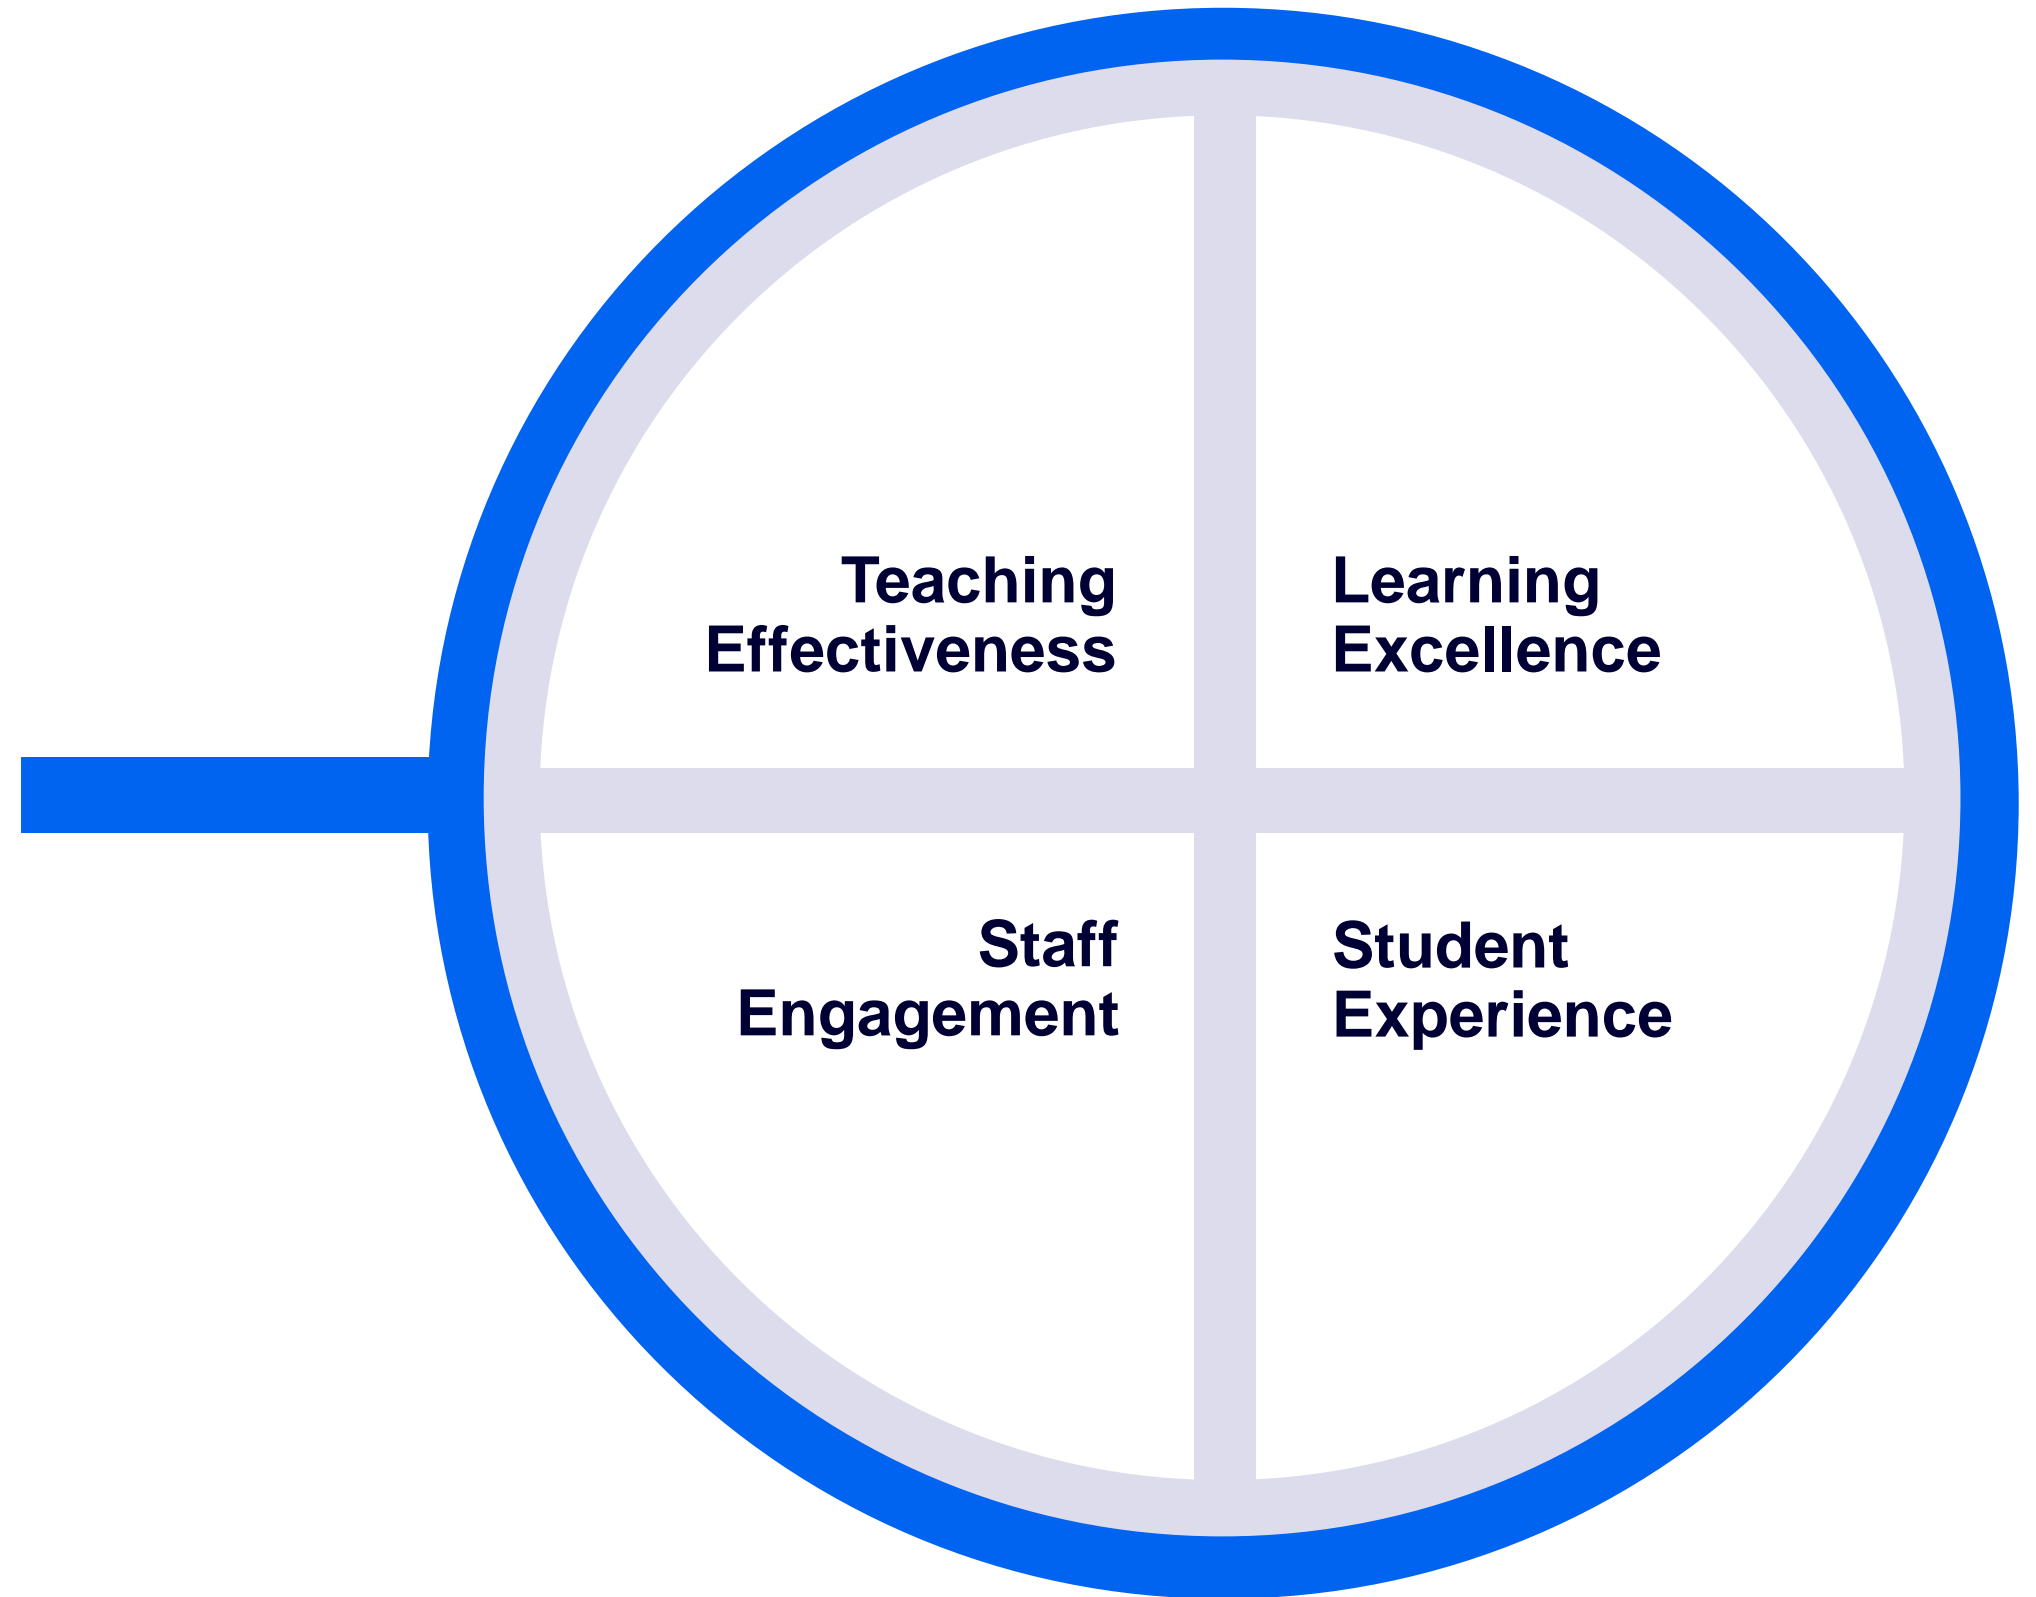 Teaching
Effectiveness
Learning
Excellence
Staff
Engagement
Student
Experience